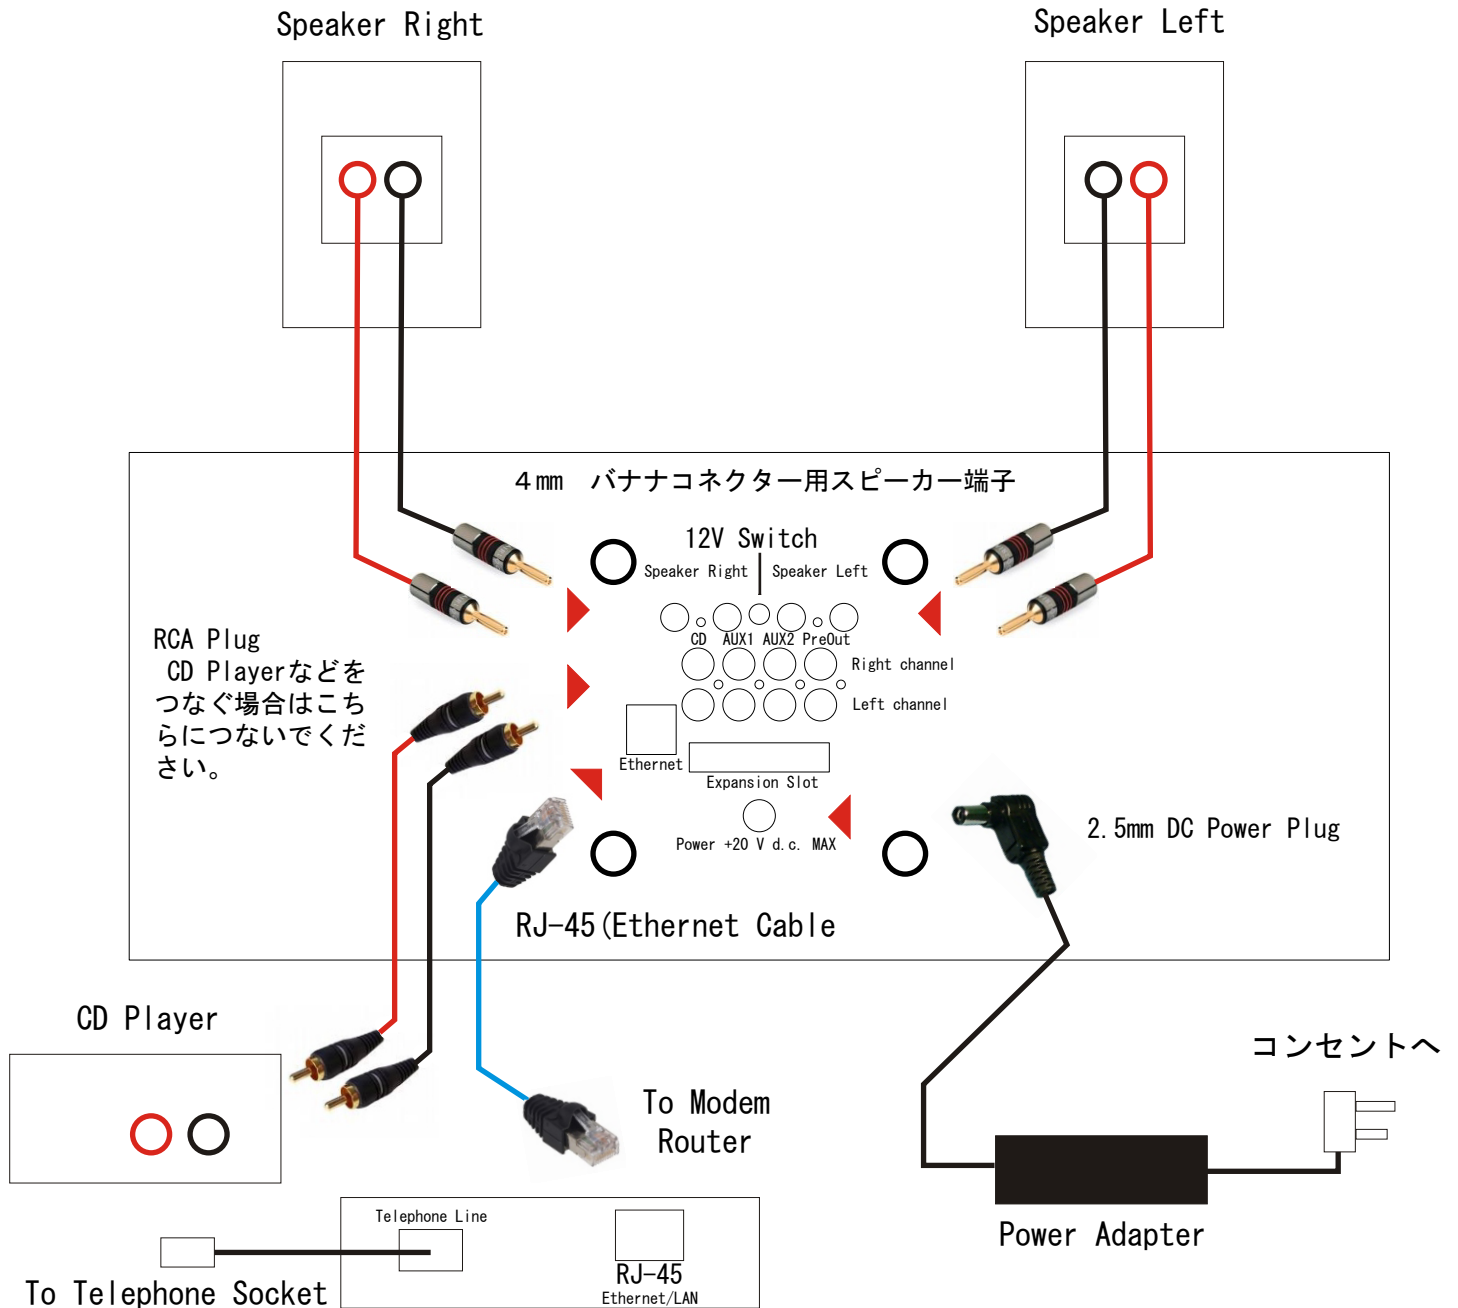 Speaker Right
Speaker Left
4mm　バナナコネクター用スピーカー端子
12V Switch
Speaker Right
Speaker Left
CD AUX1 AUX2 PreOut
Right channel
Left channel
RCA Plug
CD Playerなどを
つなぐ場合はこち
らにつないでくだ
さい。
Ethernet
Expansion Slot
Power +20 V d.c. MAX
2.5mm DC Power Plug
RJ-45(Ethernet Cable
CD Player
コンセントへ
To Modem
Router
Power Adapter
Telephone Line
RJ-45
Ethernet/LAN
To Telephone Socket